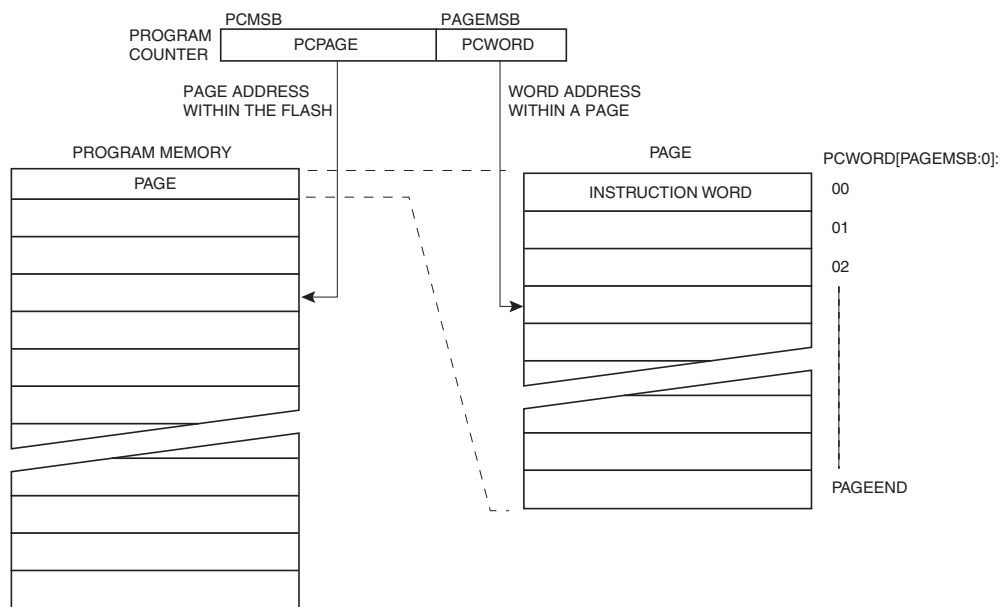 PCMSB
PAGEMSB
PROGRAM
COUNTER
PCPAGE
PCWORD
PAGE ADDRESS
WITHIN THE FLASH
WORD ADDRESS
WITHIN A PAGE
PROGRAM MEMORY
PAGE
PAGE
INSTRUCTION WORD
PCWORD[PAGEMSB:0]:
00
01
02
PAGEEND